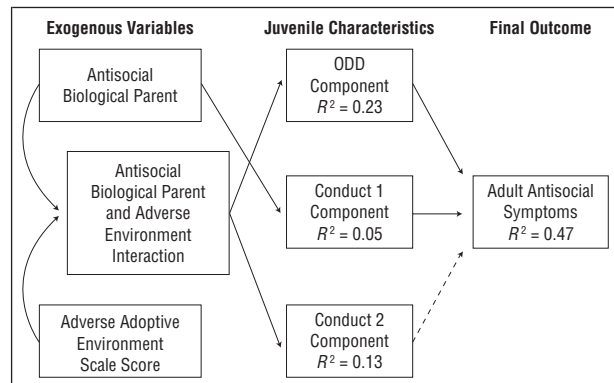 Exogenous Variables
Juvenile Characteristics
Final Outcome
Antisocial
Biological Parent
Antisocial
Biological Parent
and Adverse
Environment
Interaction
Adverse Adoptive
Environment
Scale Score
ODD
Component
R² = 0.23
Conduct 1
Component
R² = 0.05
Conduct 2
Component
R² = 0.13
Adult Antisocial
Symptoms
R² = 0.47